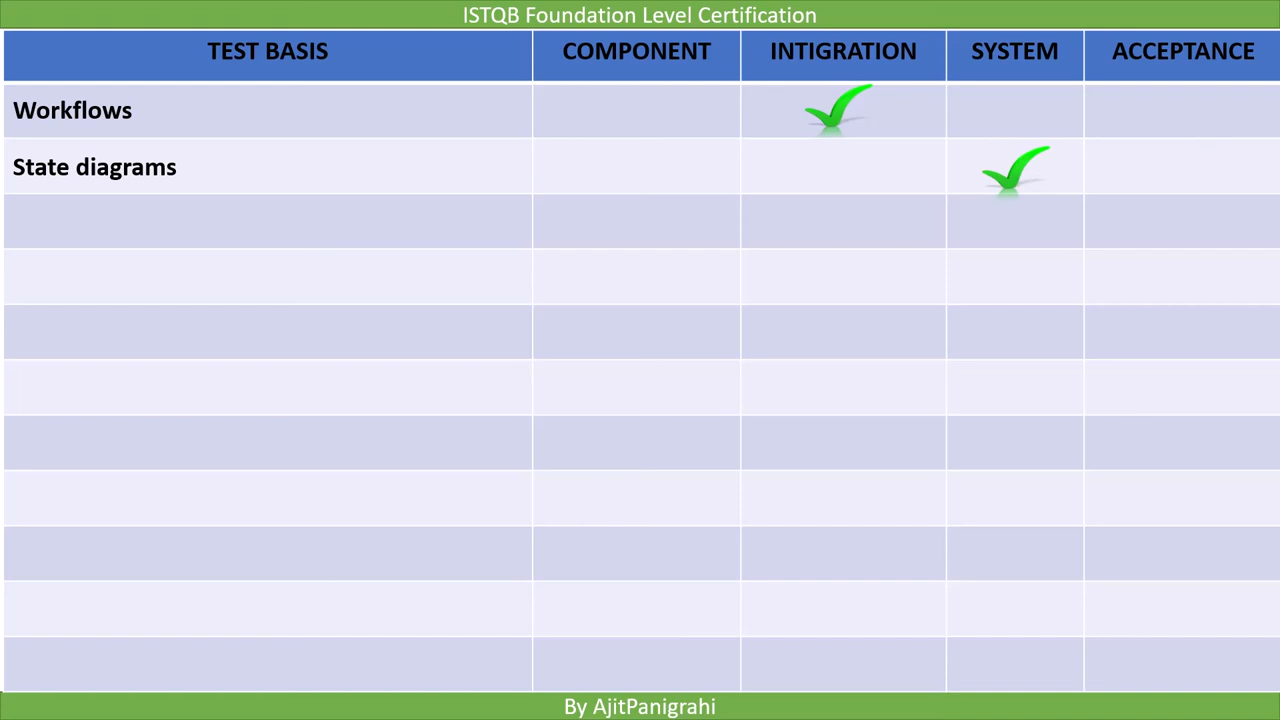 ISTQB Foundation Level Certification
TEST BASIS COMPONENT INTIGRATION SYSTEM ACCEPTANCE
Workflows
State diagrams
By AjitPanigrahi